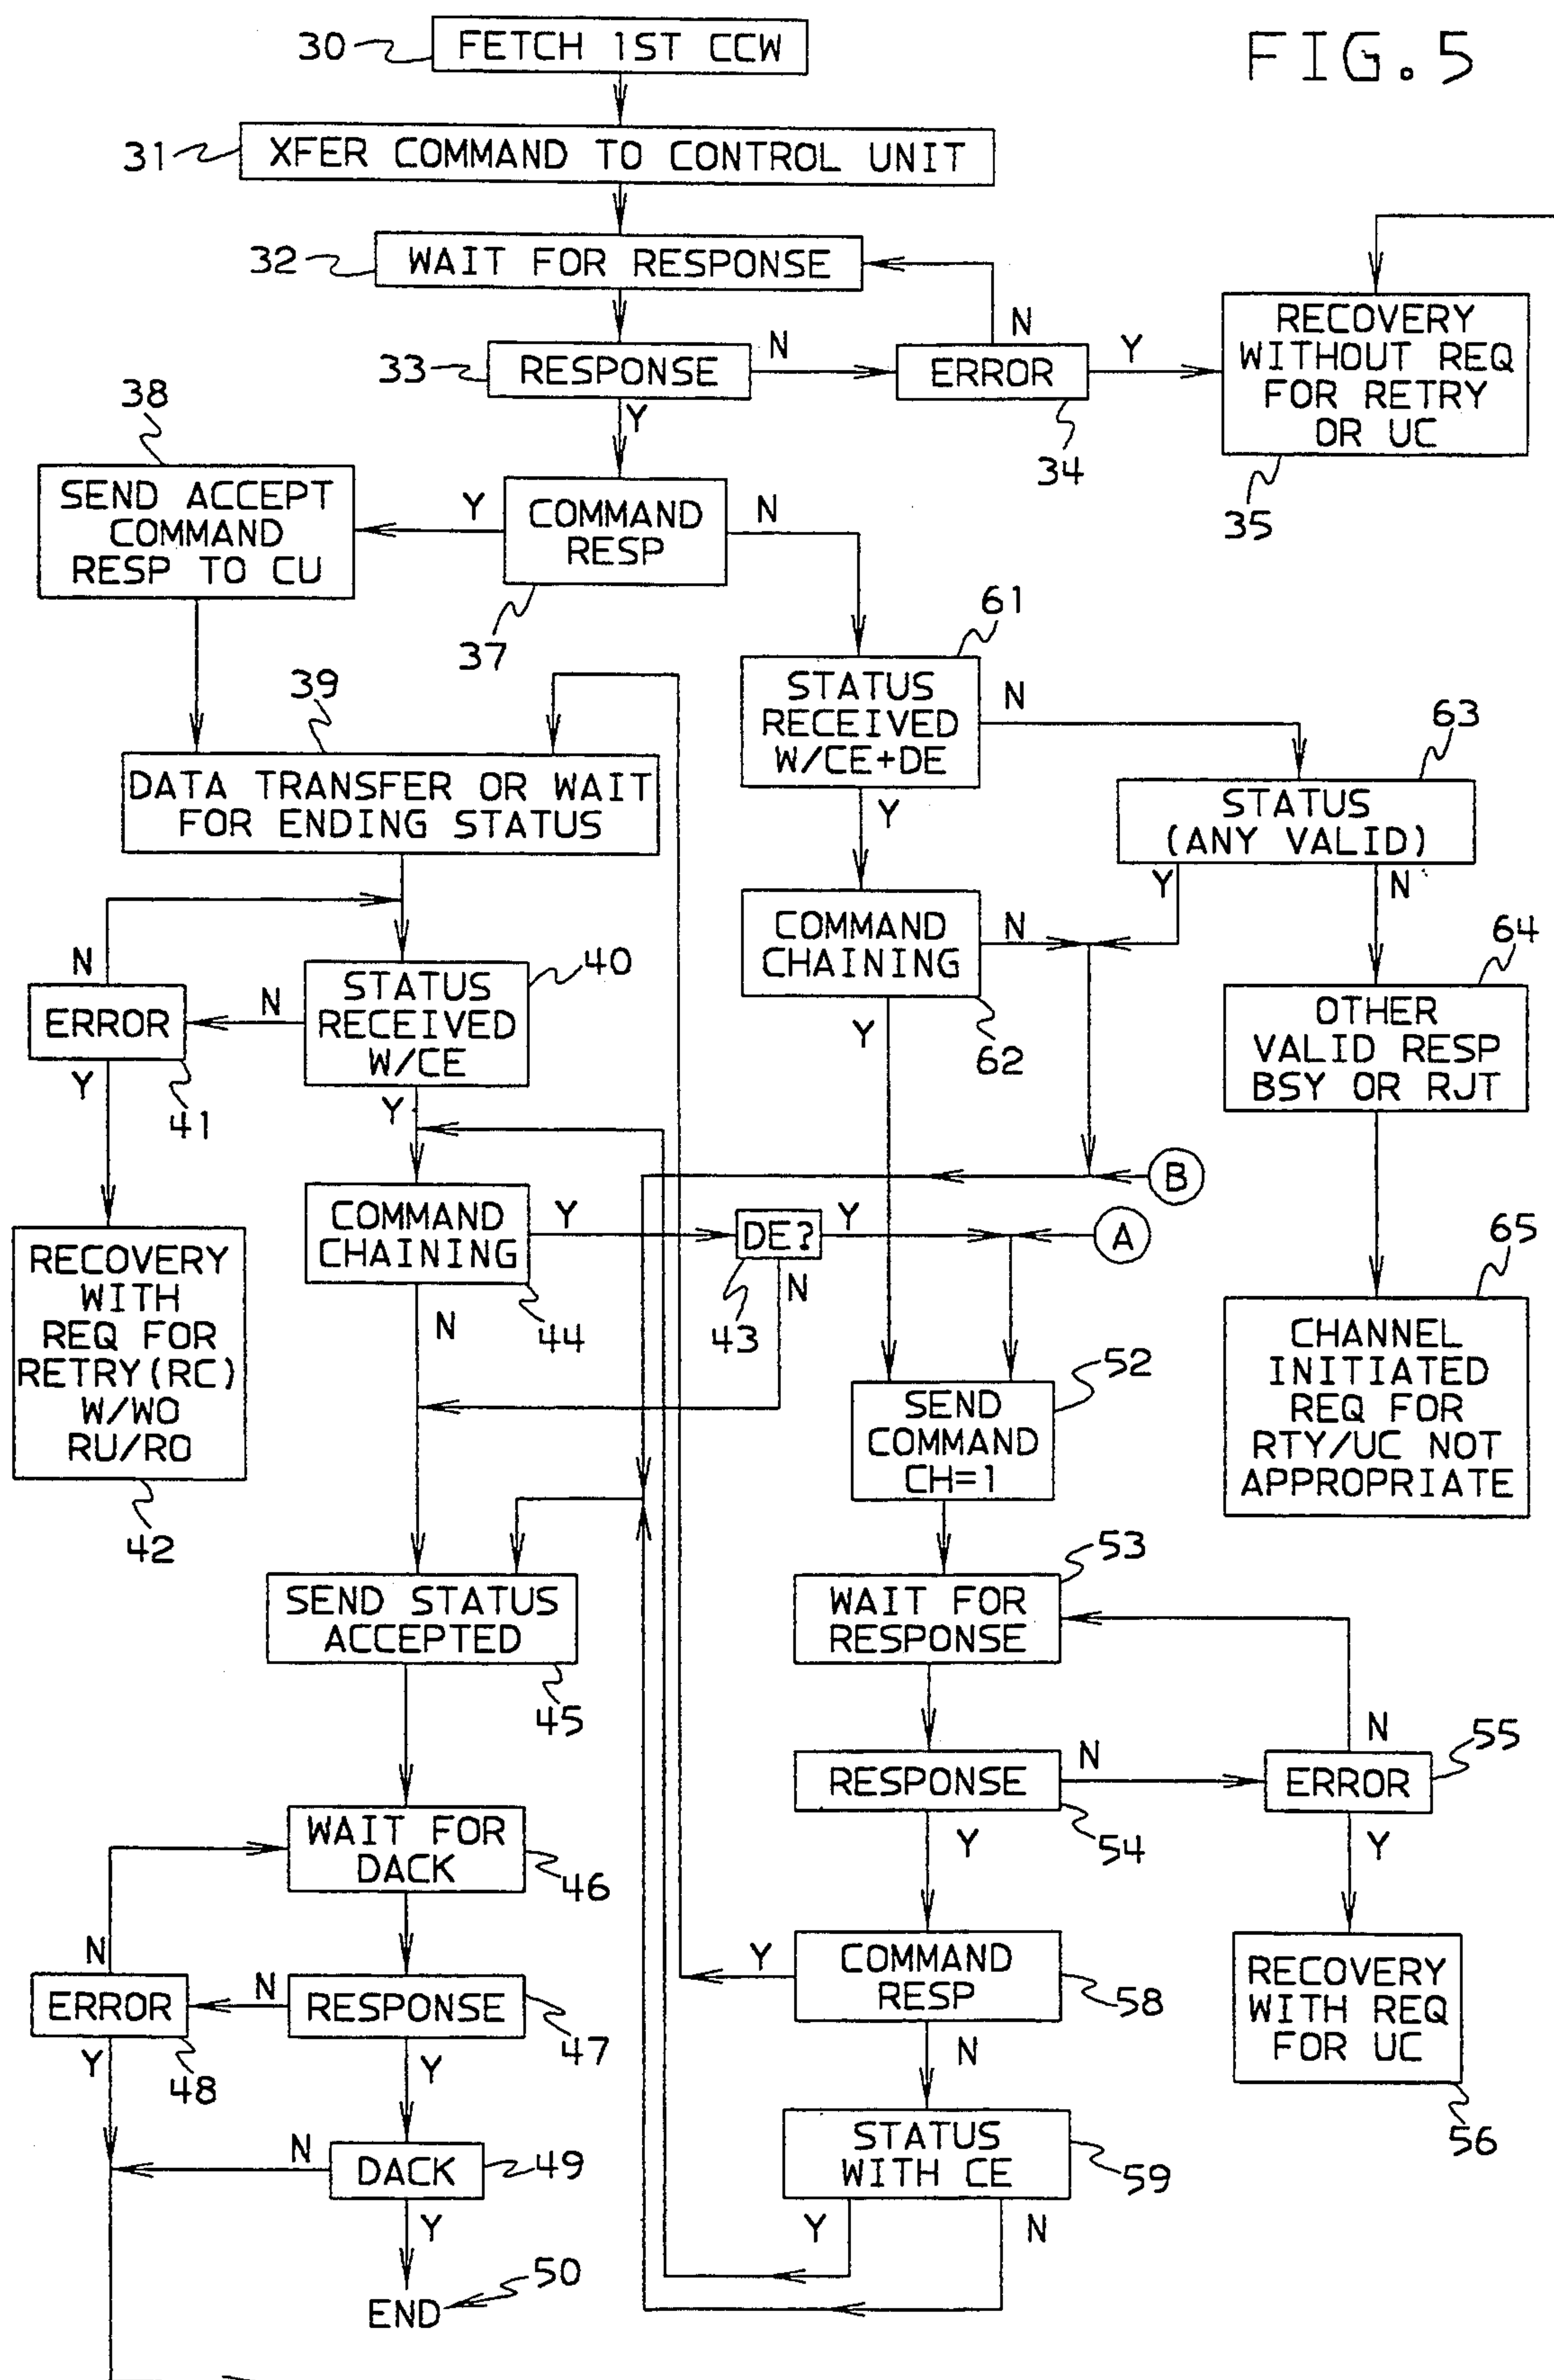 FIG.5
30
FETCH 1ST CCW
31
XFER COMMAND TO CONTROL UNIT
32
WAIT FOR RESPONSE
33
RESPONSE
N
N
ERROR
34
Y
RECOVERY
WITHOUT REQ
FOR RETRY
OR UC
35
Y
38
SEND ACCEPT
COMMAND
RESP TO CU
Y
COMMAND
RESP
37
N
61
STATUS
RECEIVED
W/CE+DE
N
Y
63
STATUS
(ANY VALID)
Y
N
39
DATA TRANSFER OR WAIT
FOR ENDING STATUS
COMMAND
CHAINING
N
62
Y
64
OTHER
VALID RESP
BSY OR RJT
N
ERROR
41
Y
N
STATUS
RECEIVED
W/CE
40
Y
B
A
COMMAND
CHAINING
44
Y
N
DE?
43
Y
N
RECOVERY
WITH
REQ FOR
RETRY(RC)
W/WO
RU/RO
42
65
CHANNEL
INITIATED
REQ FOR
RTY/UC NOT
APPROPRIATE
52
SEND
COMMAND
CH=1
SEND STATUS
ACCEPTED
45
53
WAIT FOR
RESPONSE
RESPONSE
54
N
Y
N
ERROR
55
Y
WAIT FOR
DACK
46
N
ERROR
48
Y
N
RESPONSE
47
Y
Y
COMMAND
RESP
58
N
RECOVERY
WITH REQ
FOR UC
56
N
DACK
49
Y
STATUS
WITH CE
59
Y
N
END
50